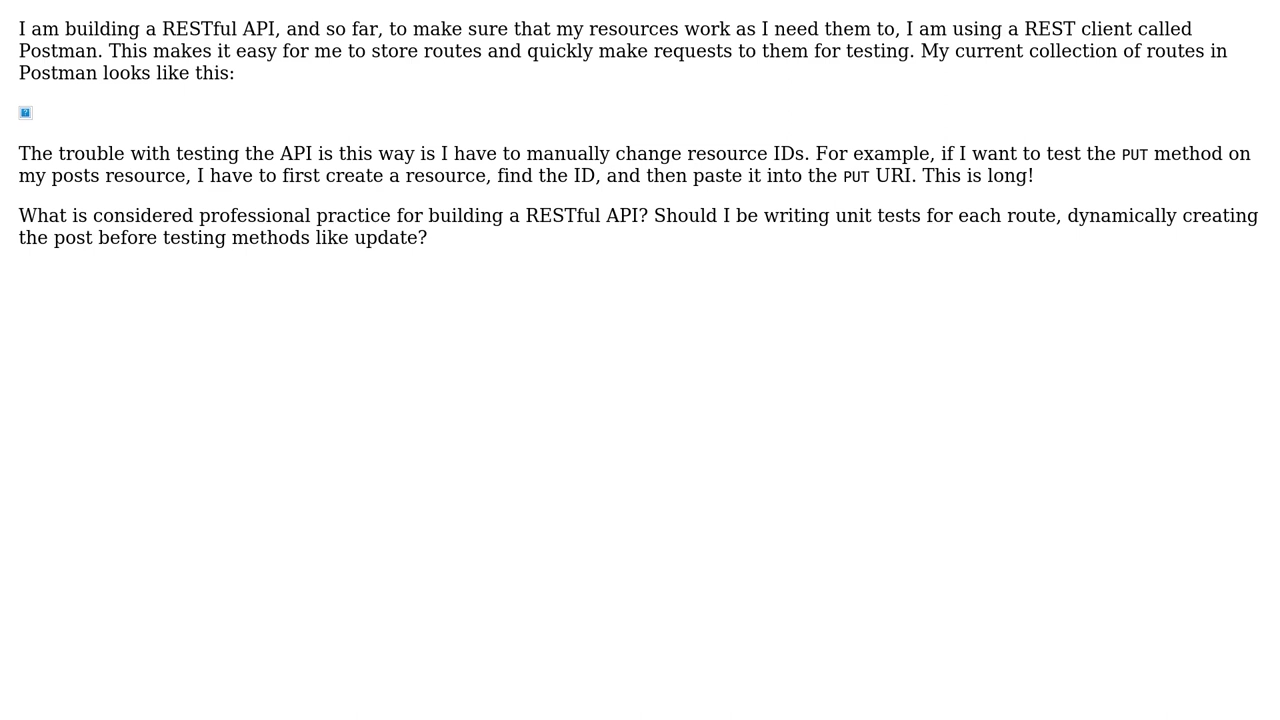 I am building a RESTful API, and so far, to make sure that my resources work as I need them to, I am using a REST client called
Postman. This makes it easy for me to store routes and quickly make requests to them for testing. My current collection of routes in
Postman looks like this:
The trouble with testing the API is this way is I have to manually change resource IDs. For example, if I want to test the PUT method on
my posts resource, I have to first create a resource, find the ID, and then paste it into the PUT URI. This is long!
What is considered professional practice for building a RESTful API? Should I be writing unit tests for each route, dynamically creating
the post before testing methods like update?